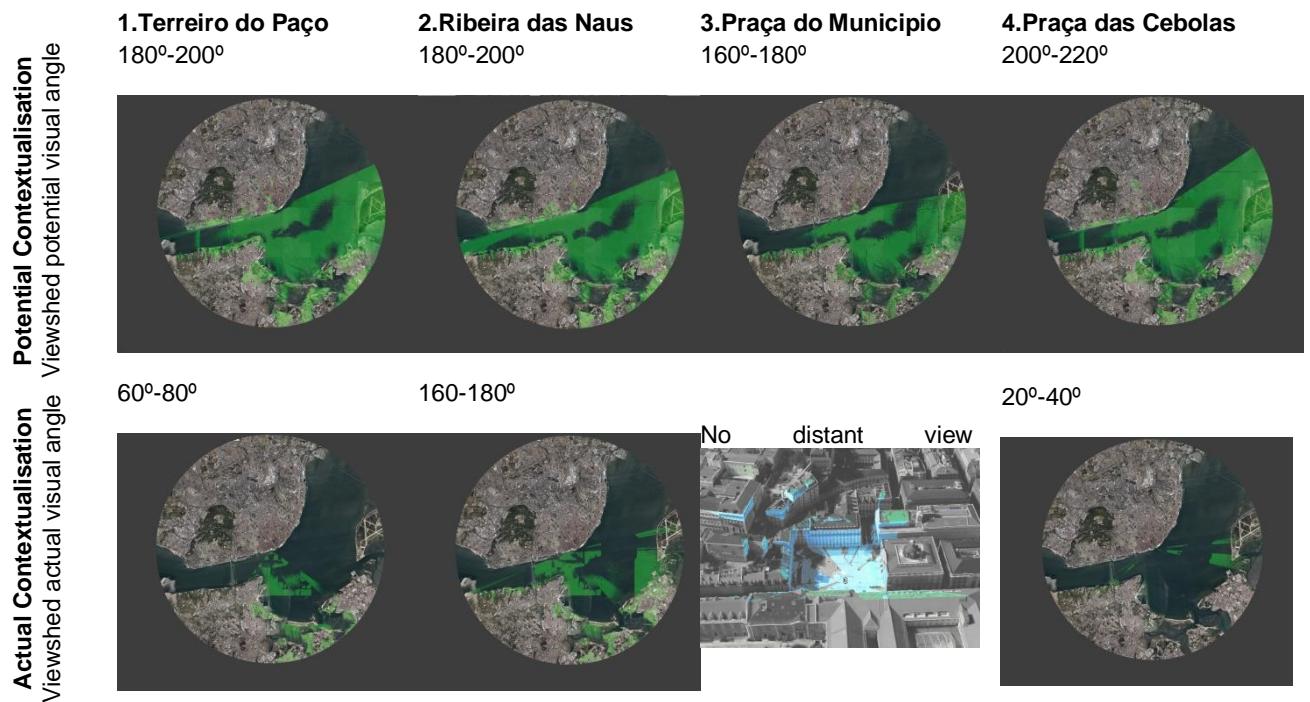 1.Terreiro do Paço
180º-200º
2.Ribeira das Naus
180º-200º
3.Praça do Municipio
160º-180º
4.Praça das Cebolas
200º-220º
Potential Contextualisation
Viewshed potential visual angle
60º-80º
160-180º
No distant view
20º-40º
Actual Contextualisation
Viewshed actual visual angle